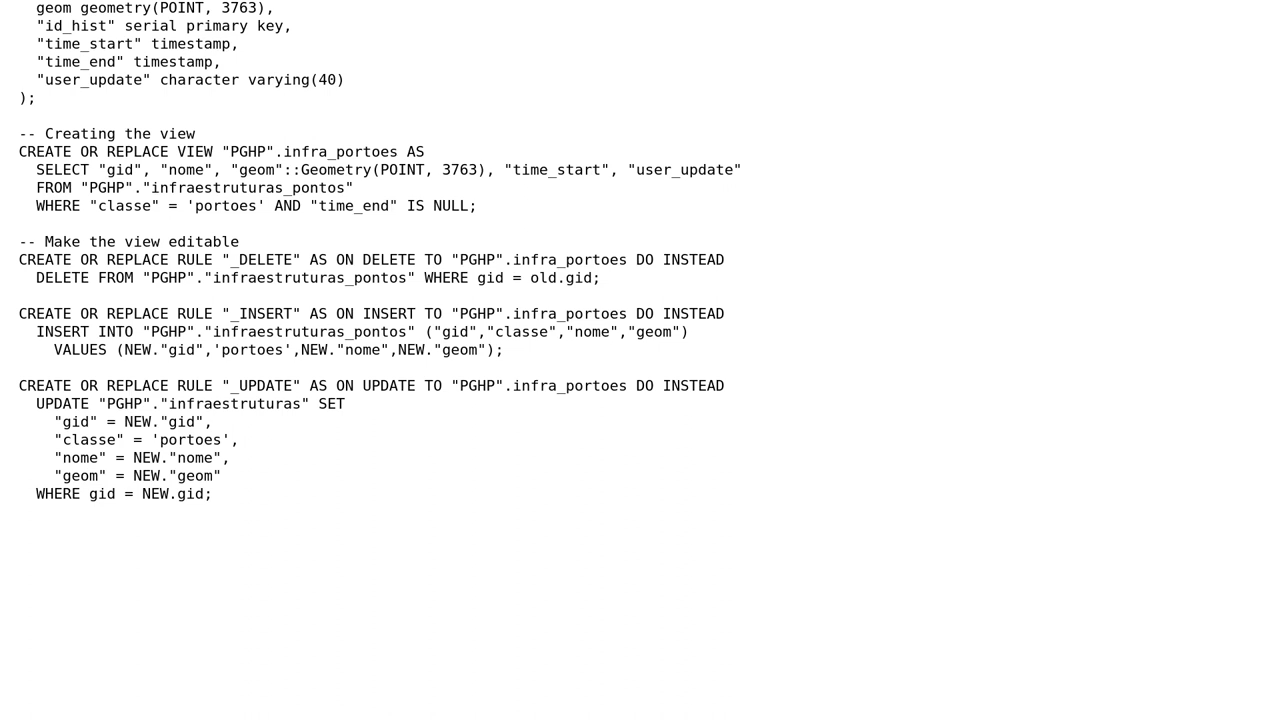 geom geometry(POINT, 3763),
"id_hist" serial primary key,
"time_start" timestamp,
"time_end" timestamp,
"user_update" character varying(40)
);
-- Creating the view
CREATE OR REPLACE VIEW "PGHP".infra_portoes AS
SELECT "gid", "nome", "geom"::Geometry(POINT, 3763), "time_start", "user_update"
FROM "PGHP"."infraestruturas_pontos"
WHERE "classe" = 'portoes' AND "time_end" IS NULL;
-- Make the view editable
CREATE OR REPLACE RULE "_DELETE" AS ON DELETE TO "PGHP".infra_portoes DO INSTEAD
DELETE FROM "PGHP"."infraestruturas_pontos" WHERE gid = old.gid;
CREATE OR REPLACE RULE "_INSERT" AS ON INSERT TO "PGHP".infra_portoes DO INSTEAD
INSERT INTO "PGHP"."infraestruturas_pontos" ("gid","classe","nome","geom")
VALUES (NEW."gid",'portoes',NEW."nome",NEW."geom");
CREATE OR REPLACE RULE "_UPDATE" AS ON UPDATE TO "PGHP".infra_portoes DO INSTEAD
UPDATE "PGHP"."infraestruturas" SET
"gid" = NEW."gid",
"classe" = 'portoes',
"nome" = NEW."nome",
"geom" = NEW."geom"
WHERE gid = NEW.gid;